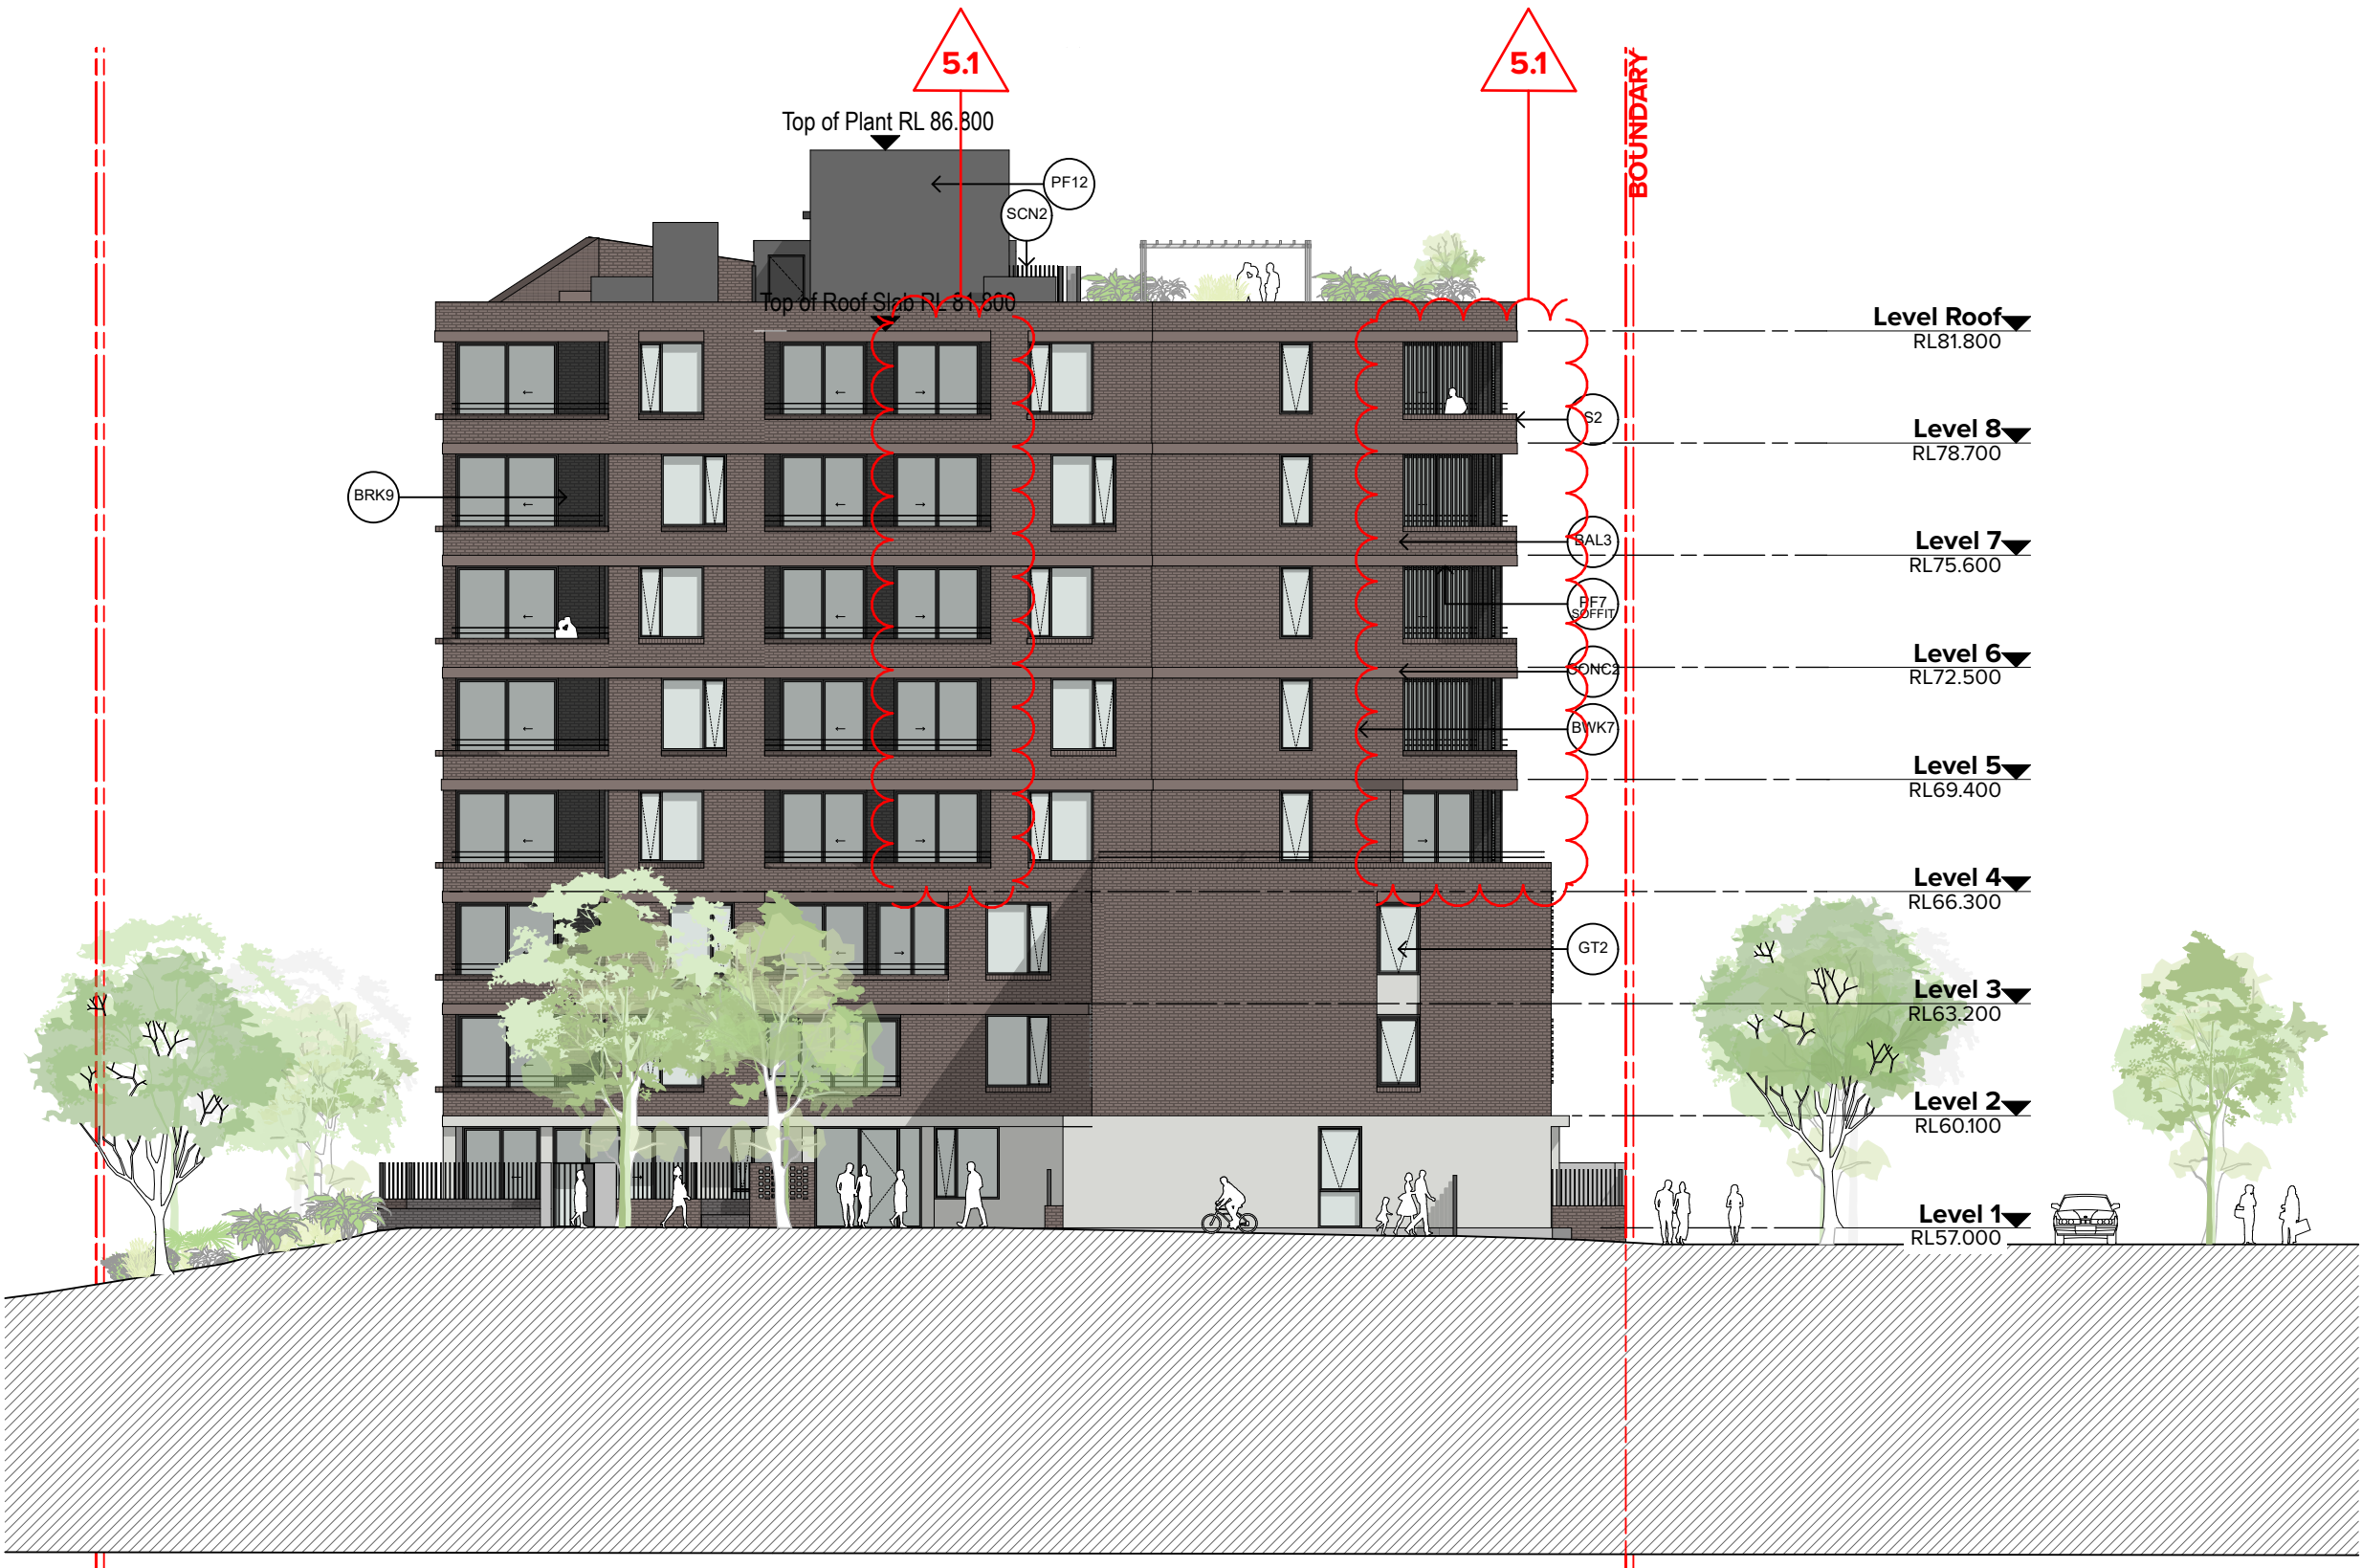 5.1
5.1
BOUNDARY
Top of Plant RL 86.800
PF12
SCN2
Top of Roof Slab RL 81.800
Level Roof
RL81.800
S2
Level 8
RL78.700
BRK9
BAL3
Level 7
RL75.600
PF7
SOFFIT
Level 6
RL72.500
CONC2
BWK7
Level 5
RL69.400
Level 4
RL66.300
GT2
Level 3
RL63.200
Level 2
RL60.100
Level 1
RL57.000